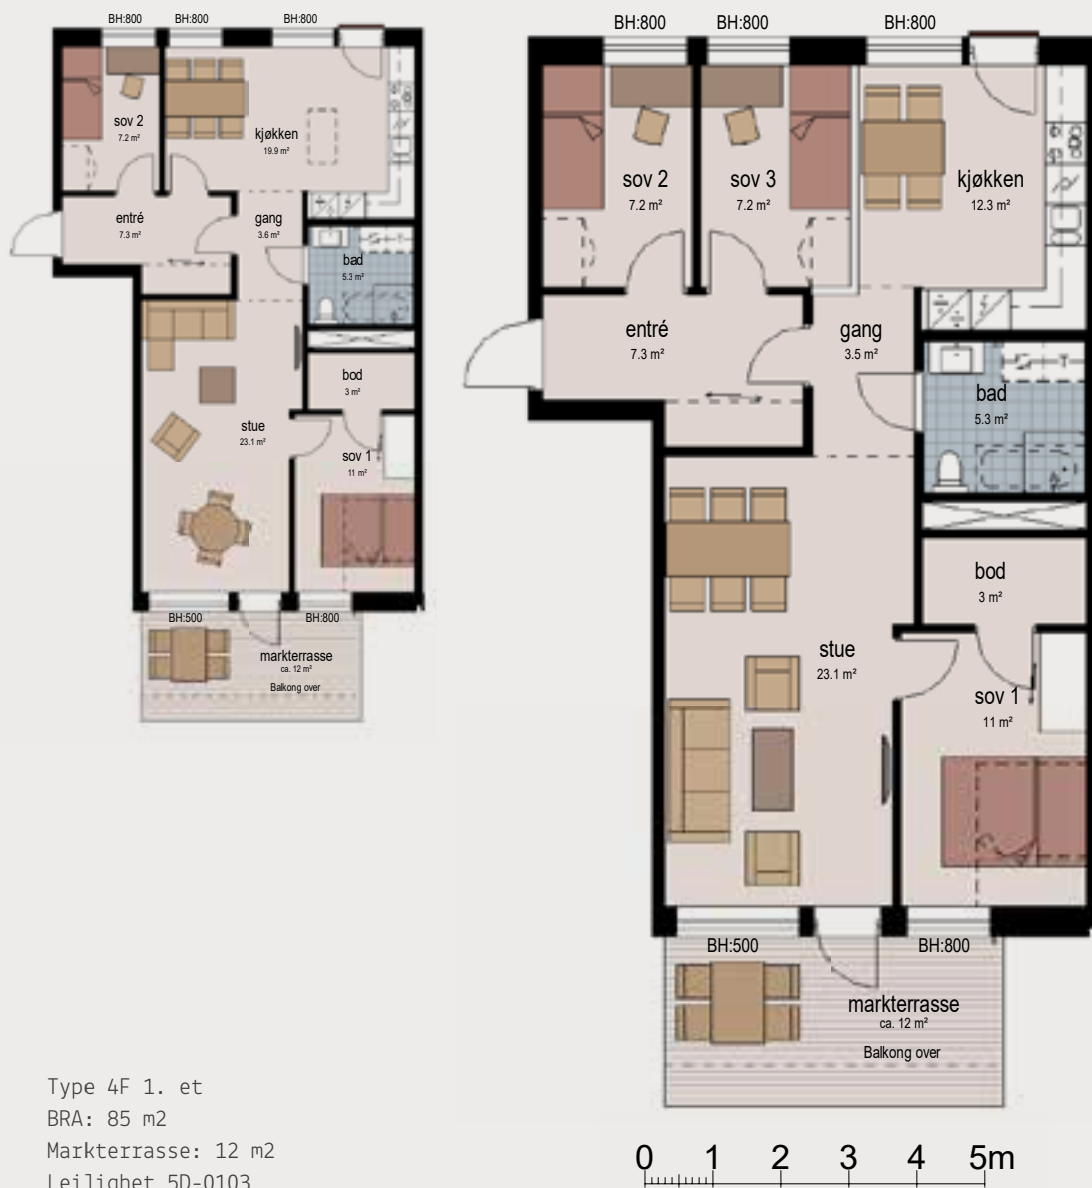 BH:800
BH:800
BH:800
sov 2
7.2 m²
kjøkken
19.9 m²
entré
7.3 m²
gang
3.6 m²
bad
5.3 m²
bod
3 m²
stue
23.1 m²
sov 1
11 m²
BH:500
BH:800
markterrasse
ca. 12 m²
Balkong over
BH:800
BH:800
BH:800
sov 2
7.2 m²
sov 3
7.2 m²
kjøkken
12.3 m²
entré
7.3 m²
gang
3.5 m²
bad
5.3 m²
bod
3 m²
stue
23.1 m²
sov 1
11 m²
BH:500
BH:800
markterrasse
ca. 12 m²
Balkong over
Type 4F 1. et
BRA: 85 m2
Markterrasse: 12 m2
Leilighet 5D-0103
0 1 2 3 4 5m